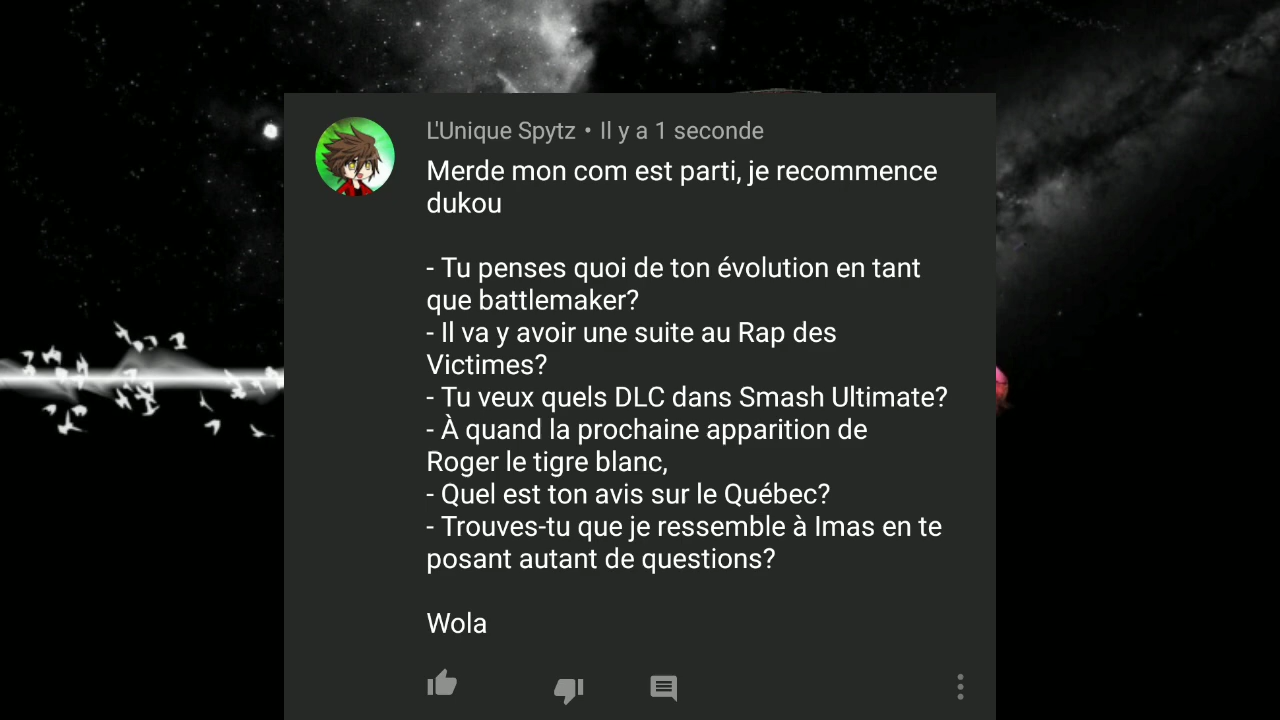 L'Unique Spytz • Il y a 1 seconde
Merde mon com est parti, je recommence
dukou
- Tu penses quoi de ton évolution en tant
que battlemaker?
- Il va y avoir une suite au Rap des
Victimes?
- Tu veux quels DLC dans Smash Ultimate?
- À quand la prochaine apparition de
Roger le tigre blanc,
- Quel est ton avis sur le Québec?
- Trouves-tu que je ressemble à Imas en te
posant autant de questions?
Wola